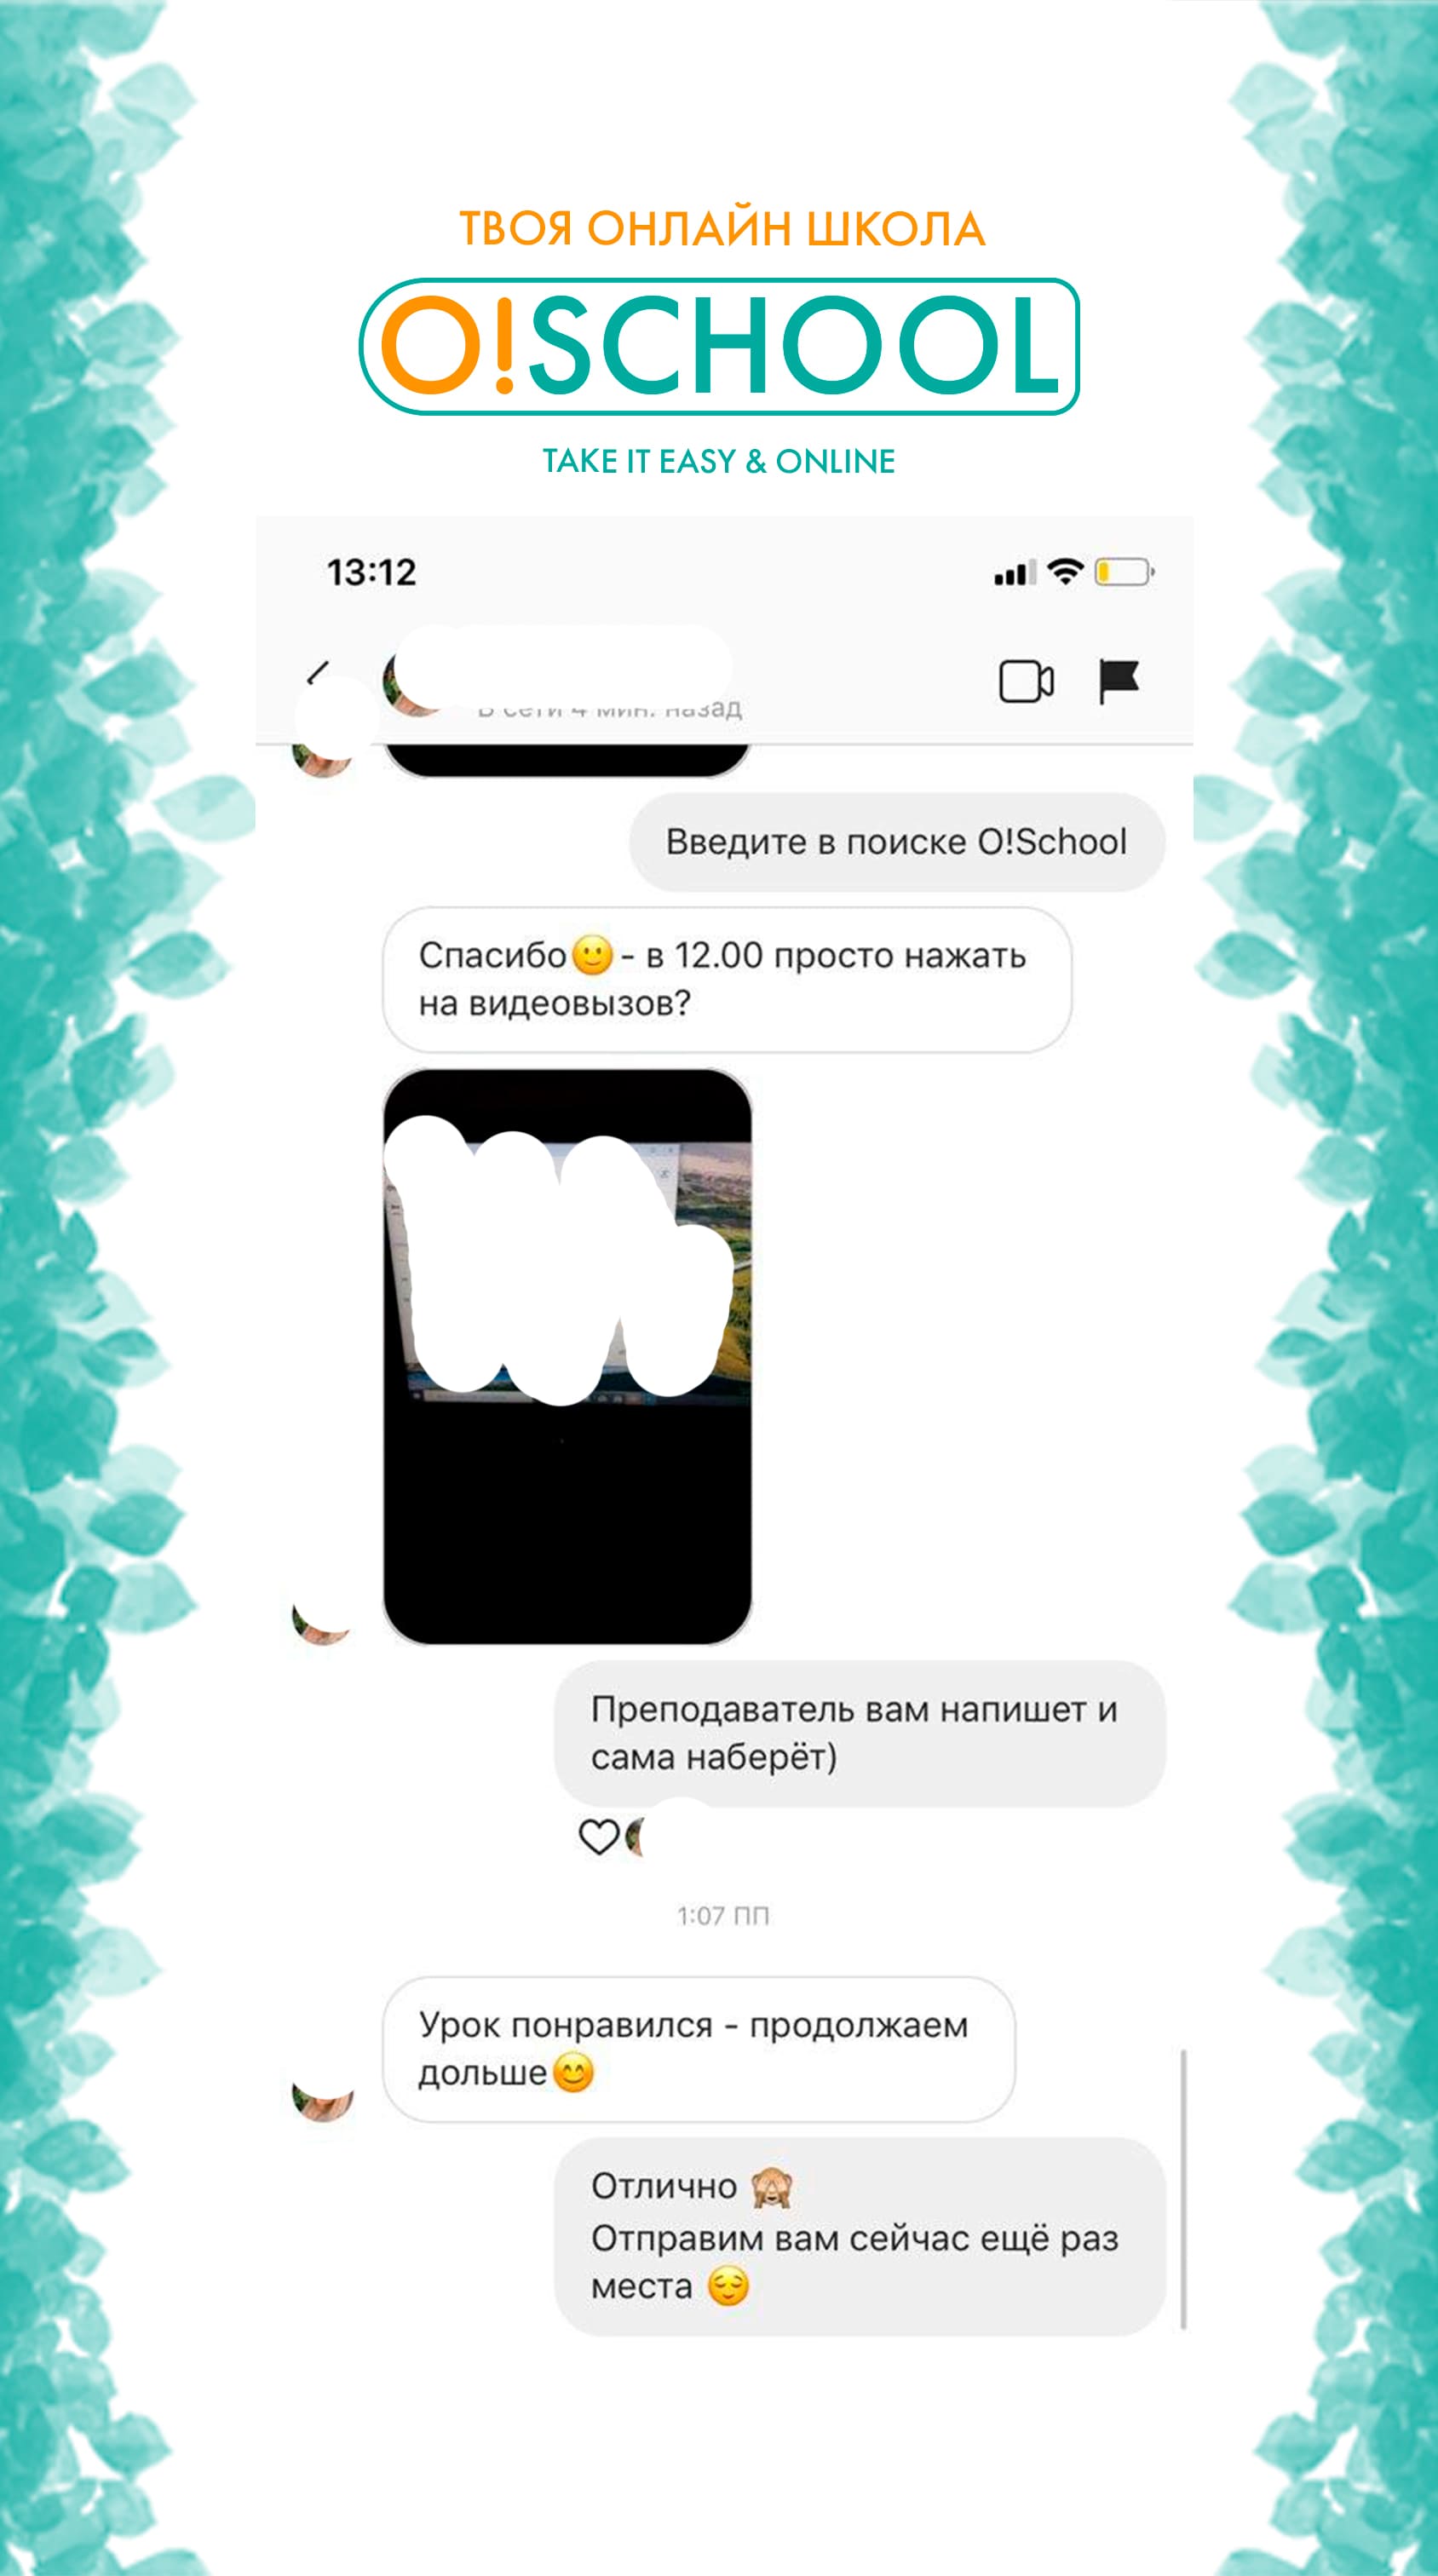 ТВОЯ ОНЛАЙН ШКОЛА
O!SCHOOL
TAKE IT EASY & ONLINE
13:12
В сети 4 мин. назад
Введите в поиске O!School
Спасибо🙂- в 12.00 просто нажать
на видеовызов?
Преподаватель вам напишет и
сама наберёт)
1:07 ПП
Урок понравился - продолжаем
дольше😊
Отлично 🙈
Отправим вам сейчас ещё раз
места 😌